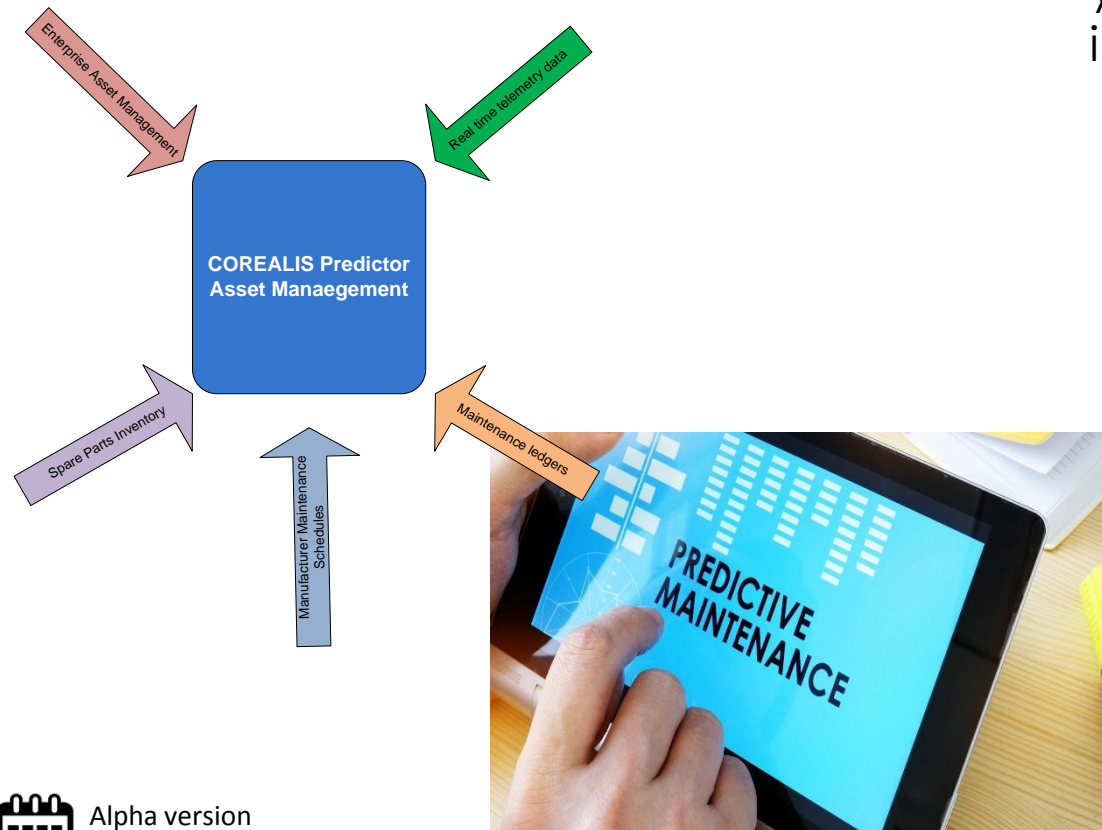 Enterprise Asset Management
Real time telemetry data
COREALIS Predictor
Asset Manaegement
Spare Parts Inventory
Manufacturer Maintenance
Schedules
Maintenance ledgers
PREDICTIVE
MAINTENANCE
Alpha version